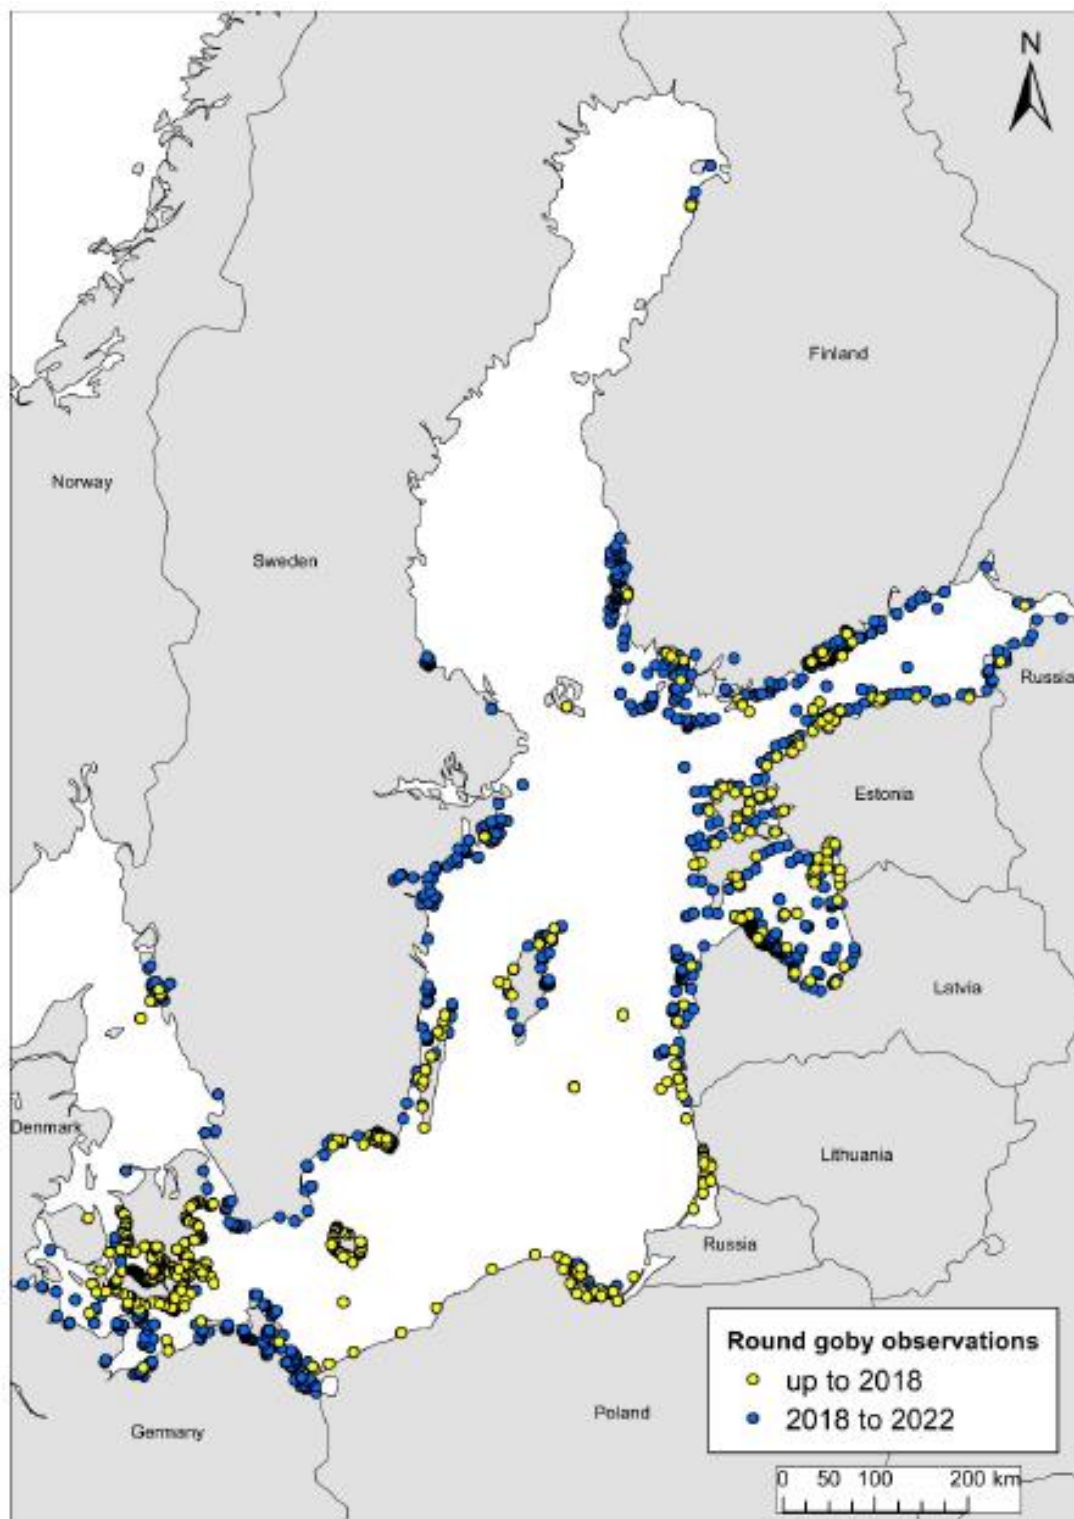 N
Finland
Norway
Sweden
Russia
Estonia
Latvia
Denmark
Lithuania
Russia
Round goby observations
up to 2018
2018 to 2022
Poland
Germany
0 50 100 200 km